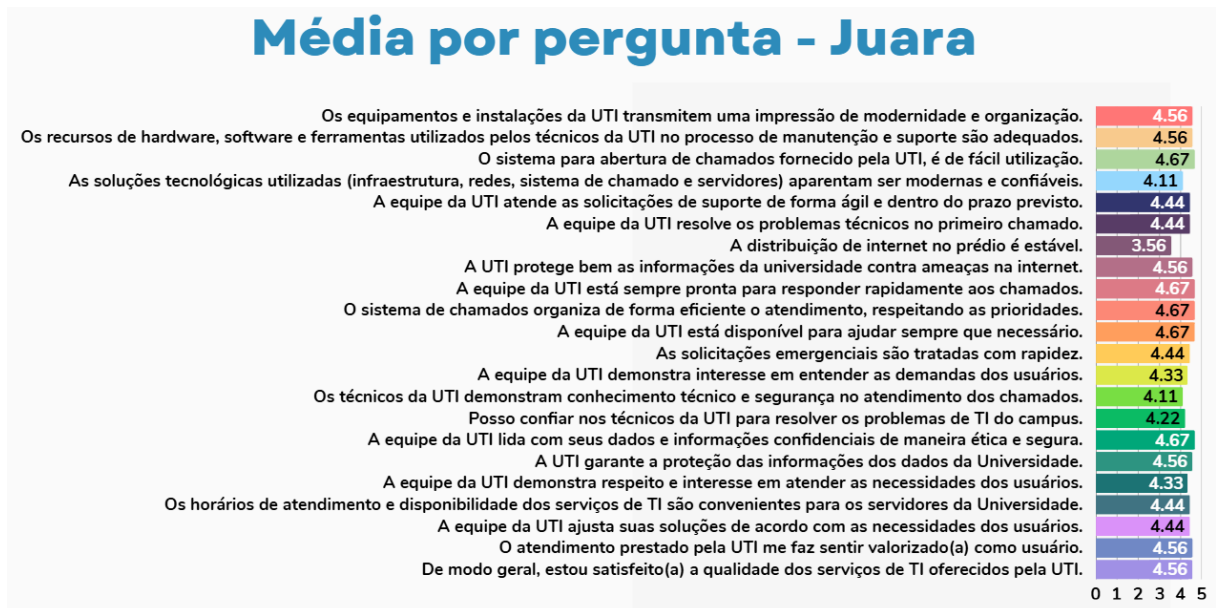 Média por pergunta - Juara
Os equipamentos e instalações da UTI transmitem uma impressão de modernidade e organização. 4.56
Os recursos de hardware, software e ferramentas utilizados pelos técnicos da UTI no processo de manutenção e suporte são adequados. 4.56
O sistema para abertura de chamados fornecido pela UTI, é de fácil utilização. 4.67
As soluções tecnológicas utilizadas (infraestrutura, redes, sistema de chamado e servidores) aparentam ser modernas e confiáveis. 4.11
A equipe da UTI atende as solicitações de suporte de forma ágil e dentro do prazo previsto. 4.44
A equipe da UTI resolve os problemas técnicos no primeiro chamado. 4.44
A distribuição de internet no prédio é estável. 3.56
A UTI protege bem as informações da universidade contra ameaças na internet. 4.56
A equipe da UTI está sempre pronta para responder rapidamente aos chamados. 4.67
O sistema de chamados organiza de forma eficiente o atendimento, respeitando as prioridades. 4.67
A equipe da UTI está disponível para ajudar sempre que necessário. 4.67
As solicitações emergenciais são tratadas com rapidez. 4.44
A equipe da UTI demonstra interesse em entender as demandas dos usuários. 4.33
Os técnicos da UTI demonstram conhecimento técnico e segurança no atendimento dos chamados. 4.11
Posso confiar nos técnicos da UTI para resolver os problemas de TI do campus. 4.22
A equipe da UTI lida com seus dados e informações confidenciais de maneira ética e segura. 4.67
A UTI garante a proteção das informações dos dados da Universidade. 4.56
A equipe da UTI demonstra respeito e interesse em atender as necessidades dos usuários. 4.33
Os horários de atendimento e disponibilidade dos serviços de TI são convenientes para os servidores da Universidade. 4.44
A equipe da UTI ajusta suas soluções de acordo com as necessidades dos usuários. 4.44
O atendimento prestado pela UTI me faz sentir valorizado(a) como usuário. 4.56
De modo geral, estou satisfeito(a) a qualidade dos serviços de TI oferecidos pela UTI. 4.56
0 1 2 3 4 5